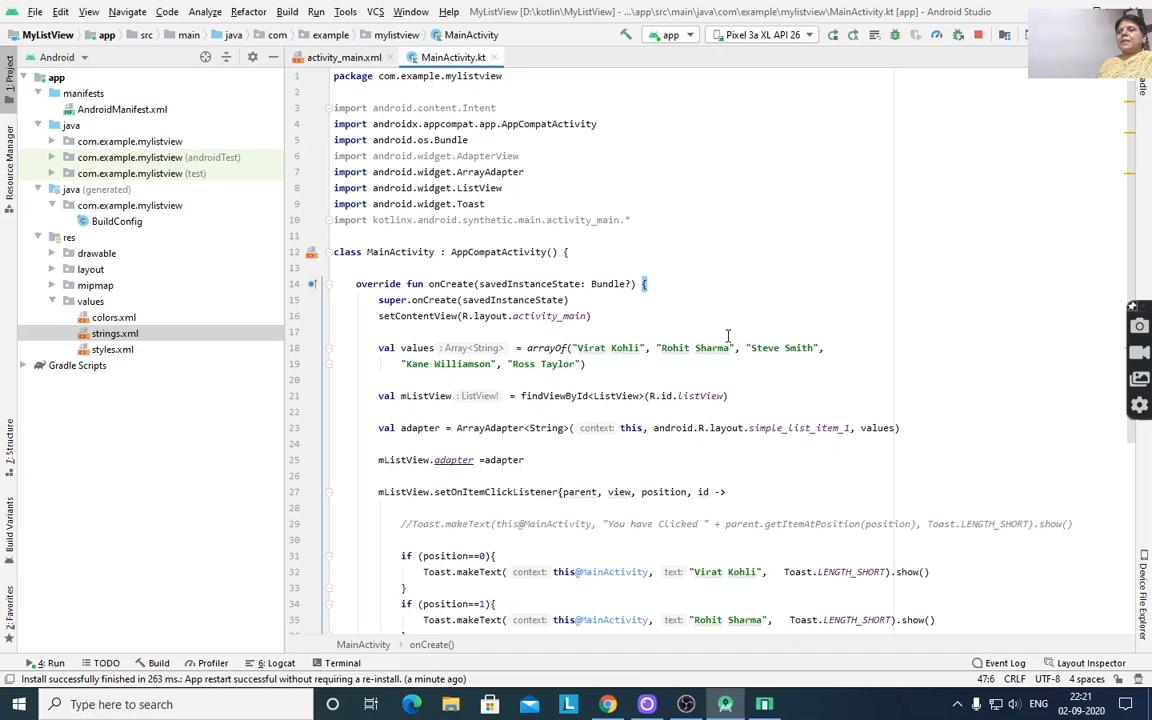 File Edit View Navigate Code Analyze Refactor Build Run Tools VCS Window Help MyListView [D:\kotlin\MyListView] - ...\app\src\main\java\com\example\mylistview\MainActivity.kt [app] - Android Studio
MyListView app src main java com example mylistview MainActivity app Pixel 3a XL API 26
Android activity_main.xml MainActivity.kt
1: Project
Resource Manager
7: Structure
Build Variants
2: Favorites
app
manifests
AndroidManifest.xml
java
com.example.mylistview
com.example.mylistview (androidTest)
com.example.mylistview (test)
java (generated)
com.example.mylistview
BuildConfig
res
drawable
layout
mipmap
values
colors.xml
strings.xml
styles.xml
Gradle Scripts
1 package com.example.mylistview
2
3 import android.content.Intent
4 import androidx.appcompat.app.AppCompatActivity
5 import android.os.Bundle
6 import android.widget.AdapterView
7 import android.widget.ArrayAdapter
8 import android.widget.ListView
9 import android.widget.Toast
10 import kotlinx.android.synthetic.main.activity_main.*
11
12 class MainActivity : AppCompatActivity() {
13
14 override fun onCreate(savedInstanceState: Bundle?) {
15 super.onCreate(savedInstanceState)
16 setContentView(R.layout.activity_main)
17
18 val values : Array<String> = arrayOf("Virat Kohli", "Rohit Sharma", "Steve Smith",
19 "Kane Williamson", "Ross Taylor")
20
21 val mListView : ListView! = findViewById<ListView>(R.id.listView)
22
23 val adapter = ArrayAdapter<String>( context: this, android.R.layout.simple_list_item_1, values)
24
25 mListView.adapter =adapter
26
27 mListView.setOnItemClickListener{parent, view, position, id ->
28
29 //Toast.makeText(this@MainActivity, "You have Clicked " + parent.getItemAtPosition(position), Toast.LENGTH_SHORT).show()
30
31 if (position==0){
32 Toast.makeText( context: this@MainActivity, text: "Virat Kohli", Toast.LENGTH_SHORT).show()
33 }
34 if (position==1){
35 Toast.makeText( context: this@MainActivity, text: "Rohit Sharma", Toast.LENGTH_SHORT).show()
MainActivity onCreate()
Device File Explorer
4: Run TODO Build Profiler 6: Logcat Terminal Event Log Layout Inspector
Install successfully finished in 263 ms.: App restart successful without requiring a re-install. (a minute ago) 47:6 CRLF UTF-8 4 spaces
Type here to search
ENG
22:21
02-09-2020